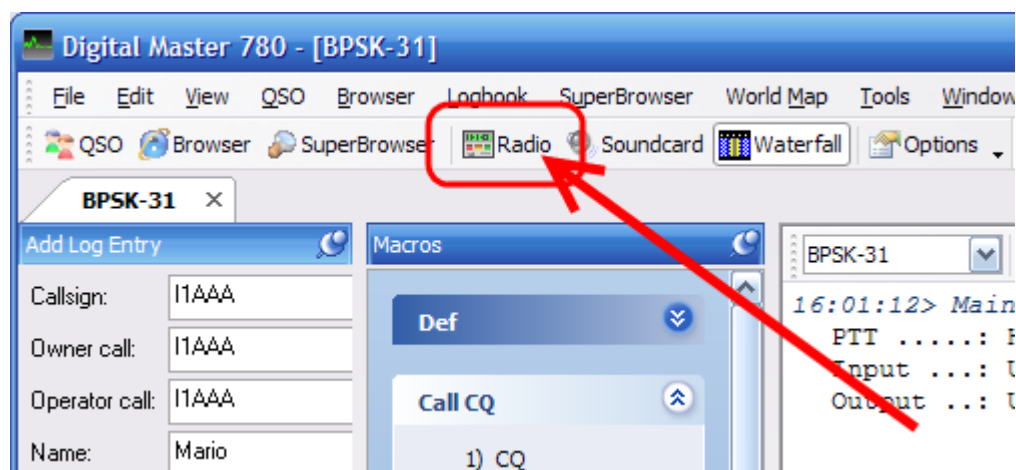 Digital Master 780 - [BPSK-31]
File Edit View QSO Browser Logbook SuperBrowser World Map Tools Window
QSO Browser SuperBrowser Radio Soundcard Waterfall Options
BPSK-31
Add Log Entry
Callsign: I1AAA
Owner call: I1AAA
Operator call: I1AAA
Name: Mario
Macros
Def
Call CQ
1) CQ
BPSK-31
16:01:12> Main
PTT .....: H
Input ...: U
Output ..: U